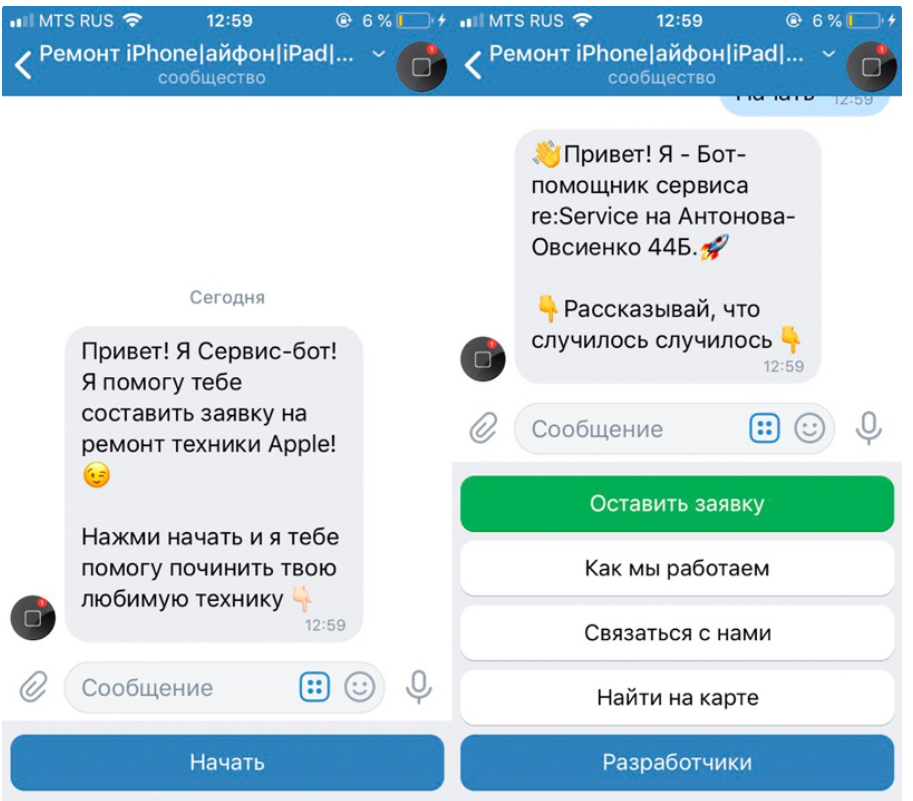 MTS RUS 12:59 6 %
Ремонт iPhone|айфон|iPad|...
сообщество
Сегодня
Привет! Я Сервис-бот!
Я помогу тебе
составить заявку на
ремонт техники Apple!
😉
Нажми начать и я тебе
помогу починить твою
любимую технику 👇🏻
12:59
Сообщение
Начать
MTS RUS 12:59 6 %
Ремонт iPhone|айфон|iPad|...
сообщество
Начать 12:59
👋Привет! Я - Бот-
помощник сервиса
re:Service на Антонова-
Овсиенко 44Б.🚀
👇Рассказывай, что
случилось случилось👇
12:59
Сообщение
Оставить заявку
Как мы работаем
Связаться с нами
Найти на карте
Разработчики